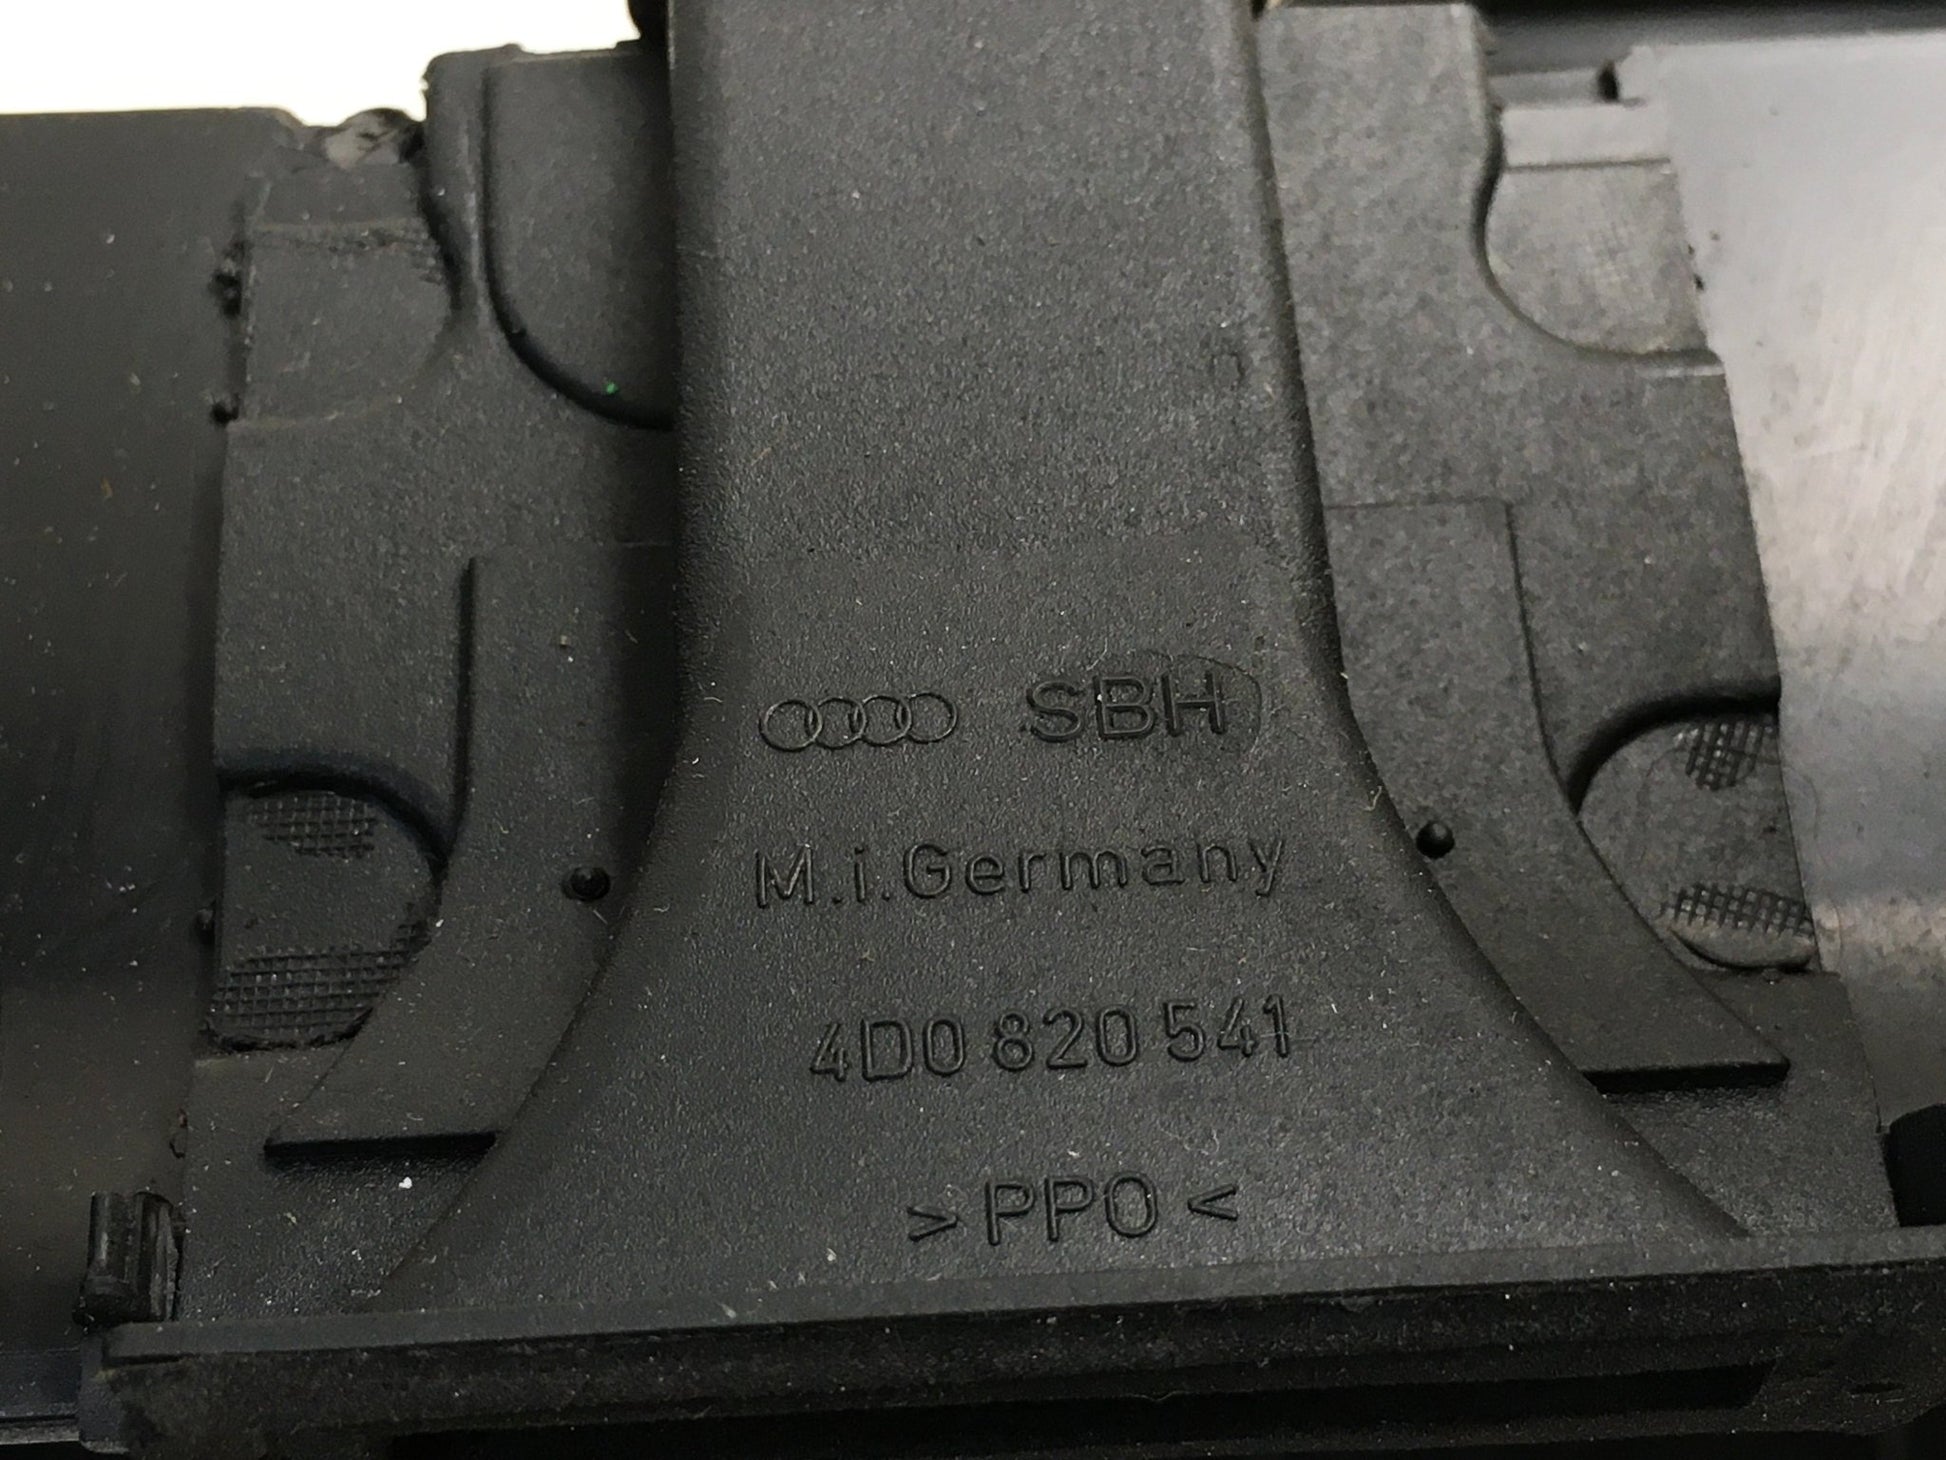 SBH
M.i.Germany
4D0 820 541
>PPO<